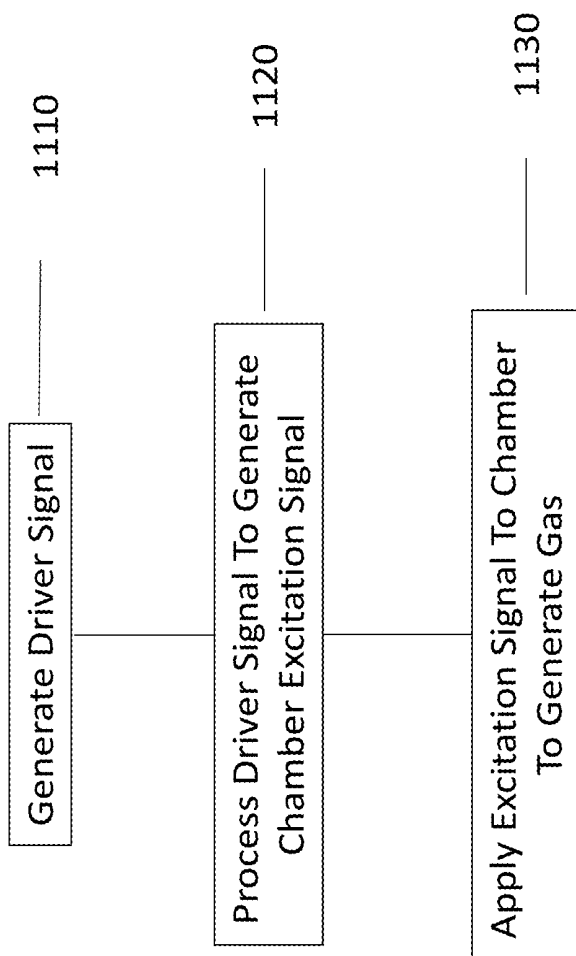 Generate Driver Signal
1110
Process Driver Signal To Generate
Chamber Excitation Signal
1120
Apply Excitation Signal To Chamber
To Generate Gas
1130